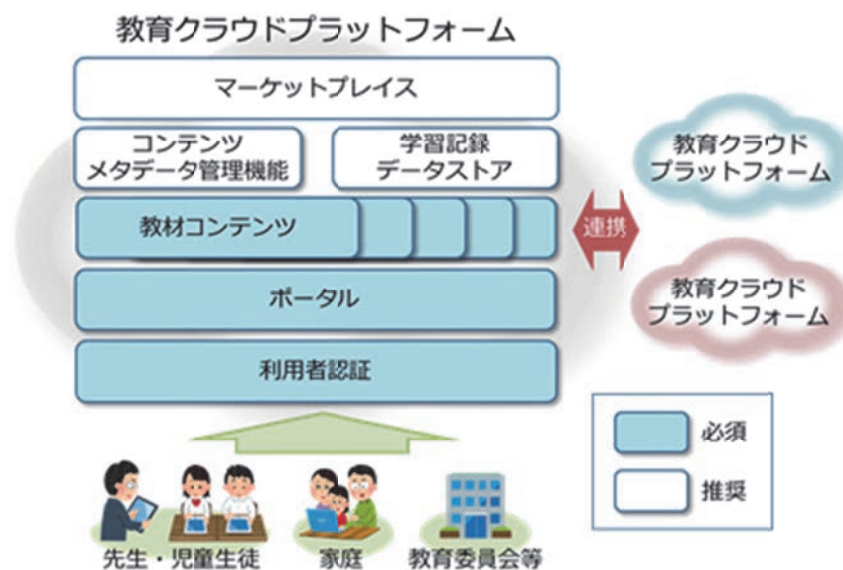 教育クラウドプラットフォーム
マーケットプレイス
コンテンツ
メタデータ管理機能
学習記録
データストア
教材コンテンツ
ポータル
利用者認証
連携
教育クラウド
プラットフォーム
教育クラウド
プラットフォーム
必須
推奨
先生・児童生徒
家庭
教育委員会等